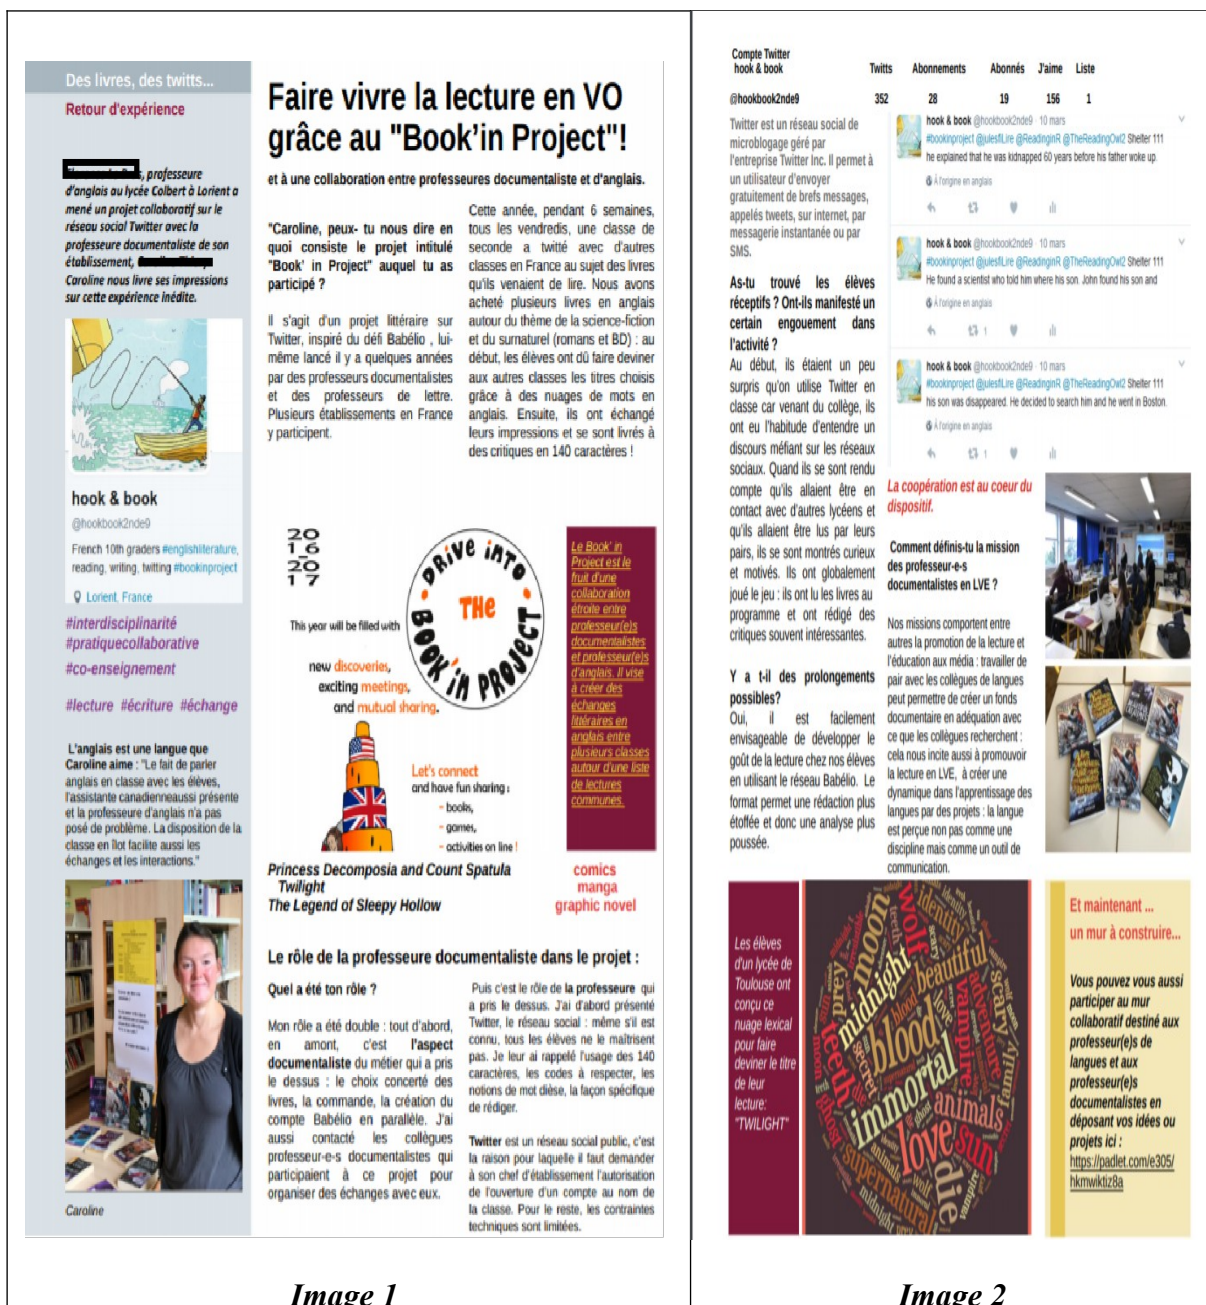 Des livres, des twitts...
Retour d'expérience
, professeure
d'anglais au lycée Colbert à Lorient a
mené un projet collaboratif sur le
réseau social Twitter avec la
professeure documentaliste de son
établissement,
Caroline nous livre ses impressions
sur cette expérience inédite.
hook & book
@hookbook2nde9
French 10th graders #englishliterature,
reading, writing, twitting #bookinproject
Lorient, France
#interdisciplinarité
#pratiquecollaborative
#co-enseignement
#lecture #écriture #échange
L'anglais est une langue que
Caroline aime : "Le fait de parler
anglais en classe avec les élèves,
l'assistante canadienneaussi présente
et la professeure d'anglais n'a pas
posé de problème. La disposition de la
classe en îlot facilite aussi les
échanges et les interactions."
Caroline
Faire vivre la lecture en VO
grâce au "Book'in Project"!
et à une collaboration entre professeures documentaliste et d'anglais.
"Caroline, peux- tu nous dire en
quoi consiste le projet intitulé
"Book' in Project" auquel tu as
participé ?
Il s'agit d'un projet littéraire sur
Twitter, inspiré du défi Babélio , lui-
même lancé il y a quelques années
par des professeurs documentalistes
et des professeurs de lettre.
Plusieurs établissements en France
y participent.
Cette année, pendant 6 semaines,
tous les vendredis, une classe de
seconde a twitté avec d'autres
classes en France au sujet des livres
qu'ils venaient de lire. Nous avons
acheté plusieurs livres en anglais
autour du thème de la science-fiction
et du surnaturel (romans et BD) : au
début, les élèves ont dû faire deviner
aux autres classes les titres choisis
grâce à des nuages de mots en
anglais. Ensuite, ils ont échangé
leurs impressions et se sont livrés à
des critiques en 140 caractères !
20
16
-
20
17
This year will be filled with
new discoveries,
exciting meetings,
and mutual sharing.
DRIVE INTO
THE
BOOK'IN PROJECT
Let's connect
and have fun sharing :
- books,
- games,
- activities on line !
Le Book' in
Project est le
fruit d'une
collaboration
étroite entre
professeur(e)s
documentalistes
et professeur(e)s
d'anglais. Il vise
à créer des
échanges
littéraires en
anglais entre
plusieurs classes
autour d'une liste
de lectures
communes.
Princess Decomposia and Count Spatula
Twilight
The Legend of Sleepy Hollow
comics
manga
graphic novel
Le rôle de la professeure documentaliste dans le projet :
Quel a été ton rôle ?
Mon rôle a été double : tout d'abord,
en amont, c'est l'aspect
documentaliste du métier qui a pris
le dessus : le choix concerté des
livres, la commande, la création du
compte Babélio en parallèle. J'ai
aussi contacté les collègues
professeur-e-s documentalistes qui
participaient à ce projet pour
organiser des échanges avec eux.
Puis c'est le rôle de la professeure qui
a pris le dessus. J'ai d'abord présenté
Twitter, le réseau social : même s'il est
connu, tous les élèves ne le maîtrisent
pas. Je leur ai rappelé l'usage des 140
caractères, les codes à respecter, les
notions de mot dièse, la façon spécifique
de rédiger.
Twitter est un réseau social public, c'est
la raison pour laquelle il faut demander
à son chef d'établissement l'autorisation
de l'ouverture d'un compte au nom de
la classe. Pour le reste, les contraintes
techniques sont limitées.
Image 1
Compte Twitter
hook & book
Twitts Abonnements Abonnés J'aime Liste
@hookbook2nde9 352 28 19 156 1
Twitter est un réseau social de
microblogage géré par
l'entreprise Twitter Inc. Il permet à
un utilisateur d'envoyer
gratuitement de brefs messages,
appelés tweets, sur internet, par
messagerie instantanée ou par
SMS.
As-tu trouvé les élèves
réceptifs ? Ont-ils manifesté un
certain engouement dans
l'activité ?
Au début, ils étaient un peu
surpris qu'on utilise Twitter en
classe car venant du collège, ils
ont eu l'habitude d'entendre un
discours méfiant sur les réseaux
sociaux. Quand ils se sont rendu
compte qu'ils allaient être en
contact avec d'autres lycéens et
qu'ils allaient être lus par leurs
pairs, ils se sont montrés curieux
et motivés. Ils ont globalement
joué le jeu : ils ont lu les livres au
programme et ont rédigé des
critiques souvent intéressantes.
Y a t-il des prolongements
possibles?
Oui, il est facilement
envisageable de développer le
goût de la lecture chez nos élèves
en utilisant le réseau Babélio. Le
format permet une rédaction plus
étoffée et donc une analyse plus
poussée.
hook & book @hookbook2nde9 · 10 mars
#bookinproject @julesfiLire @ReadinginR @TheReadingOwl2 Shelter 111
he explained that he was kidnapped 60 years before his father woke up.
À l'origine en anglais
hook & book @hookbook2nde9 · 10 mars
#bookinproject @julesfiLire @ReadinginR @TheReadingOwl2 Shelter 111
He found a scientist who told him where his son. John found his son and
À l'origine en anglais
1
hook & book @hookbook2nde9 · 10 mars
#bookinproject @julesfiLire @ReadinginR @TheReadingOwl2 Shelter 111
his son was disappeared. He decided to search him and he went in Boston.
À l'origine en anglais
1
La coopération est au coeur du
dispositif.
Comment définis-tu la mission
des professeur-e-s
documentalistes en LVE ?
Nos missions comportent entre
autres la promotion de la lecture et
l'éducation aux média : travailler de
pair avec les collègues de langues
peut permettre de créer un fonds
documentaire en adéquation avec
ce que les collègues recherchent :
cela nous incite aussi à promouvoir
la lecture en LVE, à créer une
dynamique dans l'apprentissage des
langues par des projets : la langue
est perçue non pas comme une
discipline mais comme un outil de
communication.
Les élèves
d'un lycée de
Toulouse ont
conçu ce
nuage lexical
pour faire
deviner le titre
de leur
lecture:
"TWILIGHT"
moon
wolf
identity
scary
midnight
beautiful
prey
blood
vampire
adventure
family
teeth
secret
immortal
animals
ghost
love
sun
supernatural
die
Et maintenant ...
un mur à construire...
Vous pouvez vous aussi
participer au mur
collaboratif destiné aux
professeur(e)s de
langues et aux
professeur(e)s
documentalistes en
déposant vos idées ou
projets ici :
https://padlet.com/e305/
hkmwiktiz8a
Image 2